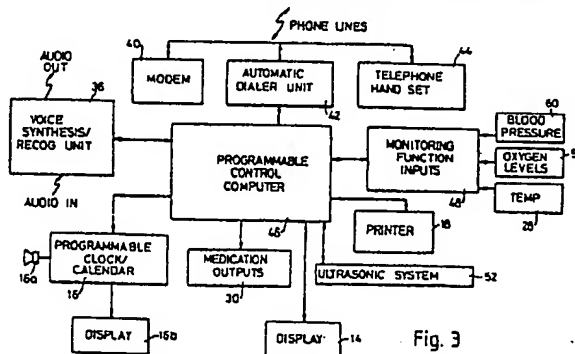 PHONE LINES
AUDIO
OUT
36
VOICE
SYNTHESIS/
RECOG UNIT
AUDIO IN
40
MODEM
AUTOMATIC
DIALER UNIT
42
44
TELEPHONE
HAND SET
PROGRAMMABLE
CONTROL
COMPUTER
46
MONITORING
FUNCTION
INPUTS
48
BLOOD
PRESSURE
60
OXYGEN
LEVELS
TEMP
28
PROGRAMMABLE
CLOCK/
CALENDAR
16
16a
DISPLAY
16b
MEDICATION
OUTPUTS
30
PRINTER
18
ULTRASONIC SYSTEM
52
DISPLAY
14
Fig. 3